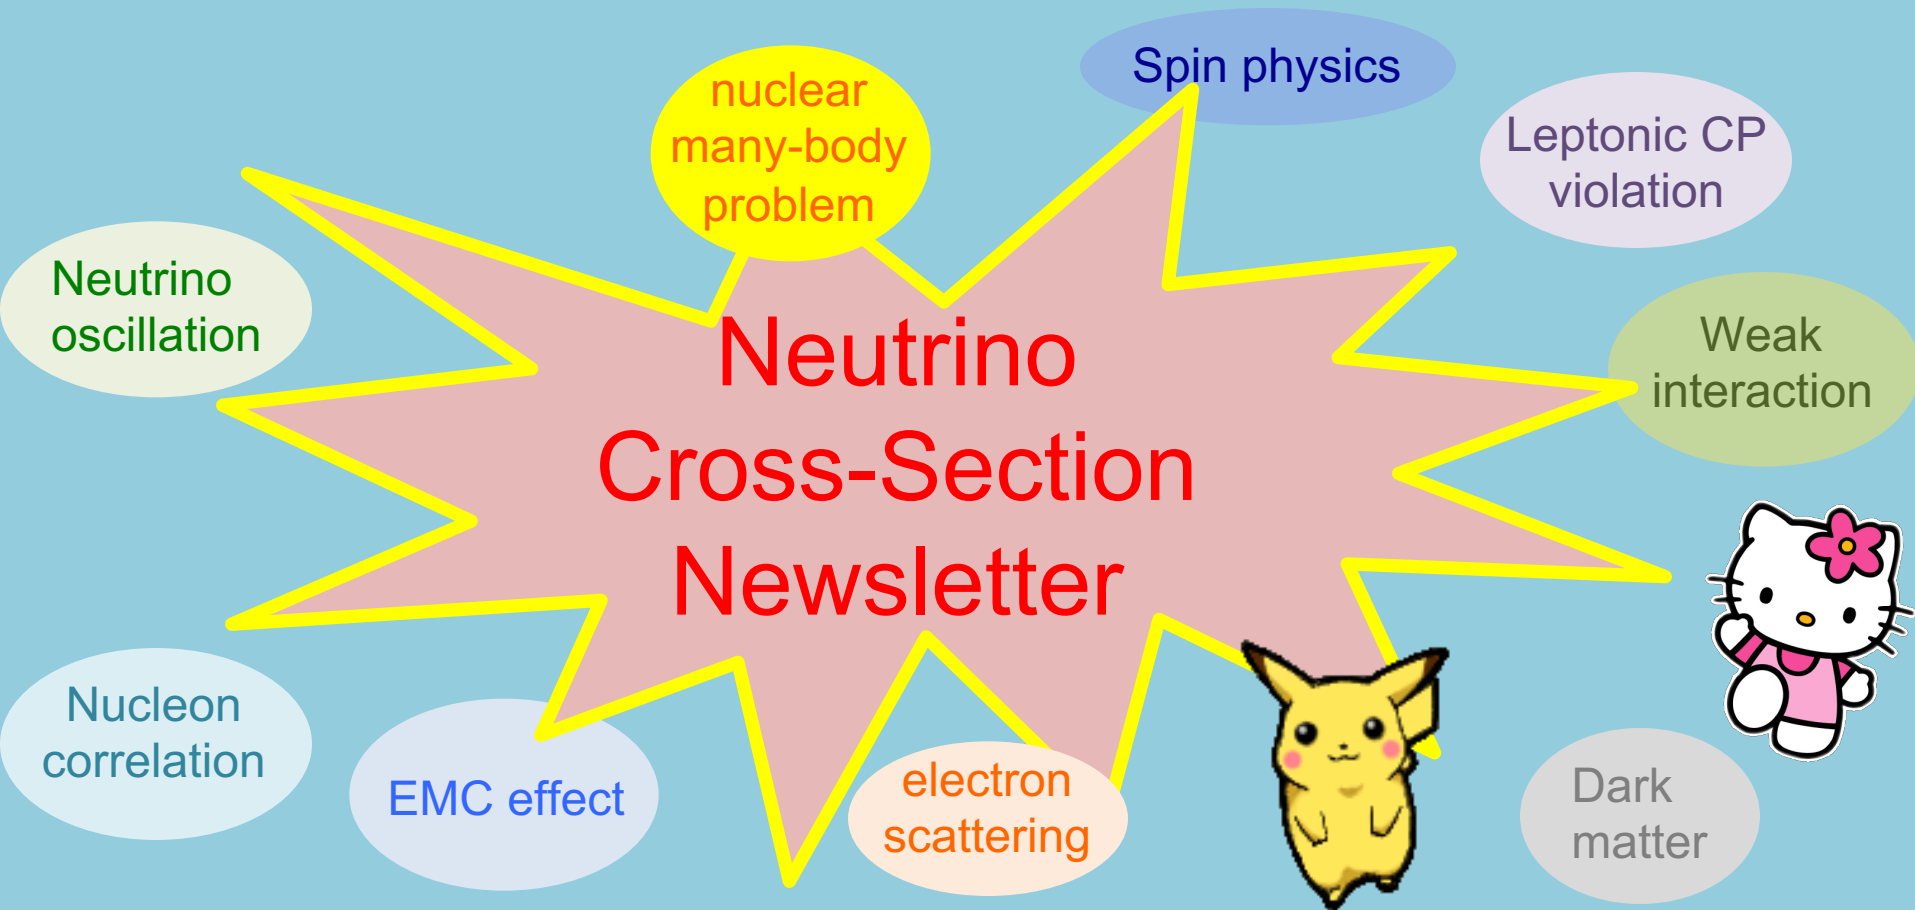 nuclear
many-body
problem
Spin physics
Leptonic CP
violation
Neutrino
oscillation
Weak
interaction
Neutrino
Cross-Section
Newsletter
Nucleon
correlation
EMC effect
electron
scattering
Dark
matter